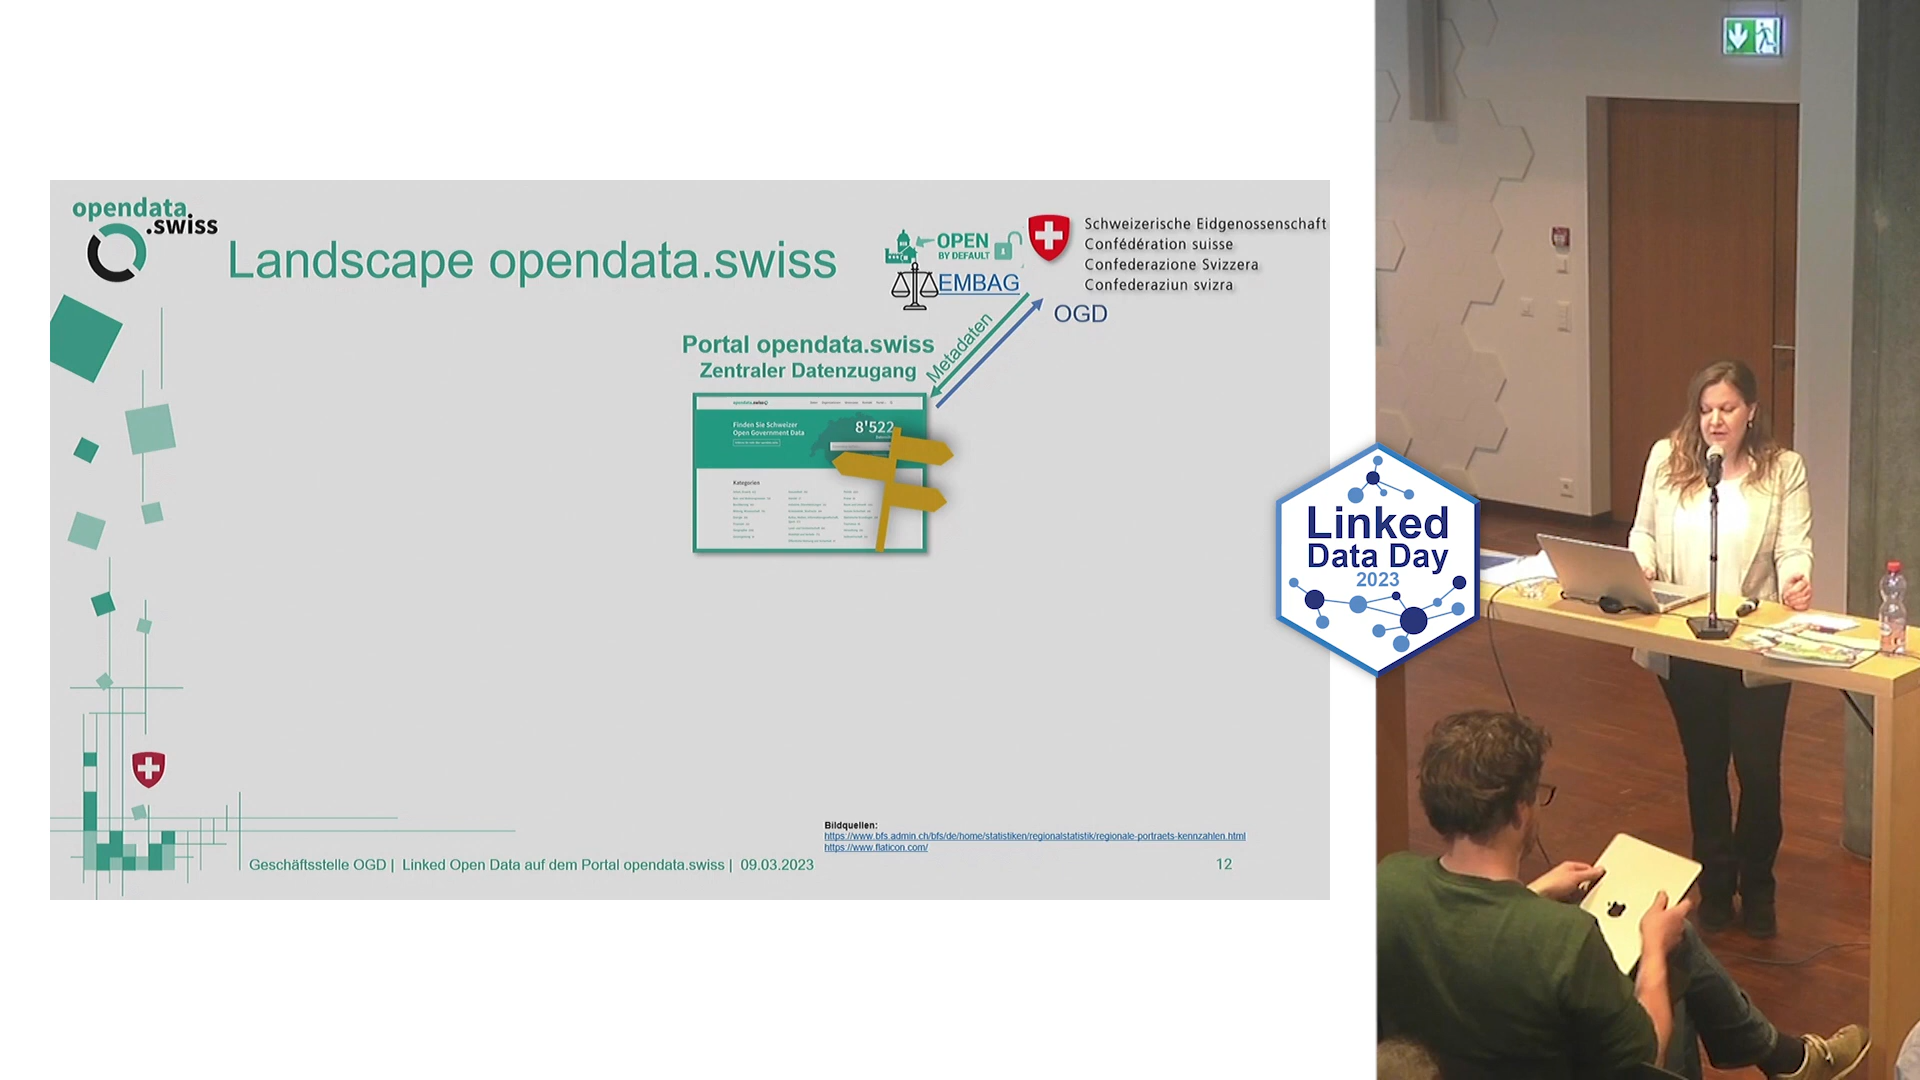 opendata
.swiss
Landscape opendata.swiss
OPEN
BY DEFAULT
EMBAG
Schweizerische Eidgenossenschaft
Confédération suisse
Confederazione Svizzera
Confederaziun svizra
OGD
Metadaten
Portal opendata.swiss
Zentraler Datenzugang
opendata.swiss
Finden Sie Schweizer
Open Government Data
8'522
Kategorien
Linked
Data Day
2023
Bildquellen:
https://www.bfs.admin.ch/bfs/de/home/statistiken/regionalstatistik/regionale-portraets-kennzahlen.html
https://www.flaticon.com/
Geschäftsstelle OGD | Linked Open Data auf dem Portal opendata.swiss | 09.03.2023
12